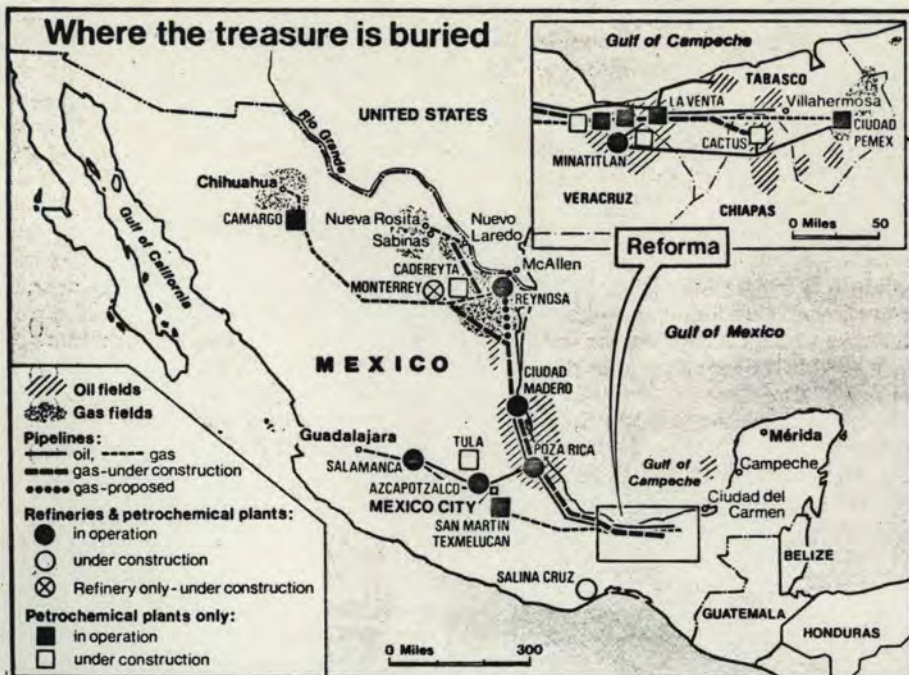 Where the treasure is buried
UNITED STATES
Rio Grande
Chihuahua
CAMARGO
Nueva Rosita
Sabinas
Nuevo
Laredo
McAllen
CADEREYTA
MONTERREY
REYNOSA
Gulf of California
MEXICO
Gulf of Mexico
CIUDAD
MADERO
TULA
POZA RICA
Guadalajara
SALAMANCA
AZCAPOTZALCO
MEXICO CITY
SAN MARTIN
TEXMELUCAN
SALINA CRUZ
Gulf of
Campeche
Mérida
Campeche
Ciudad del
Carmen
BELIZE
GUATEMALA
HONDURAS
0 Miles 300
Reforma
Gulf of Campeche
TABASCO
LA VENTA
Villahermosa
CIUDAD
PEMEX
CACTUS
MINATITLAN
VERACRUZ
CHIAPAS
0 Miles 50
Oil fields
Gas fields
Pipelines:
oil, gas
gas-under construction
gas-proposed
Refineries & petrochemical plants:
in operation
under construction
Refinery only-under construction
Petrochemical plants only:
in operation
under construction